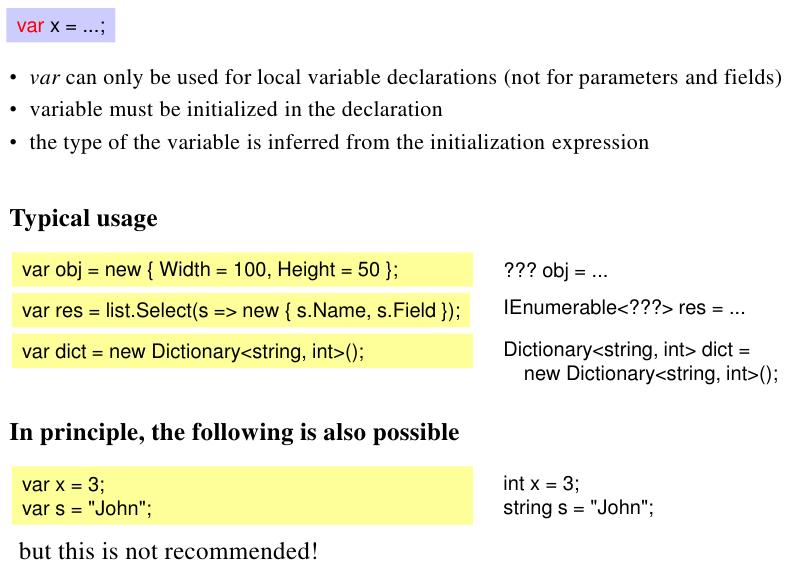 var x = ...;
• var can only be used for local variable declarations (not for parameters and fields)
• variable must be initialized in the declaration
• the type of the variable is inferred from the initialization expression
Typical usage
var obj = new { Width = 100, Height = 50 };
??? obj = ...
var res = list.Select(s => new { s.Name, s.Field });
IEnumerable<???> res = ...
var dict = new Dictionary<string, int>();
Dictionary<string, int> dict =
new Dictionary<string, int>();
In principle, the following is also possible
var x = 3;
var s = "John";
int x = 3;
string s = "John";
but this is not recommended!